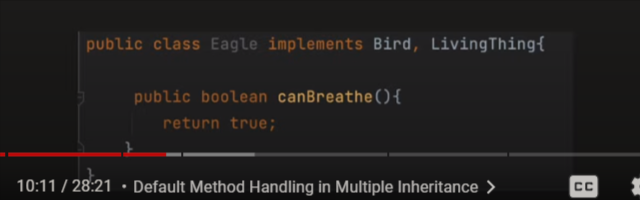 public class Eagle implements Bird, LivingThing{
public boolean canBreathe(){
return true;
}
}
10:11 / 28:21 • Default Method Handling in Multiple Inheritance >
CC